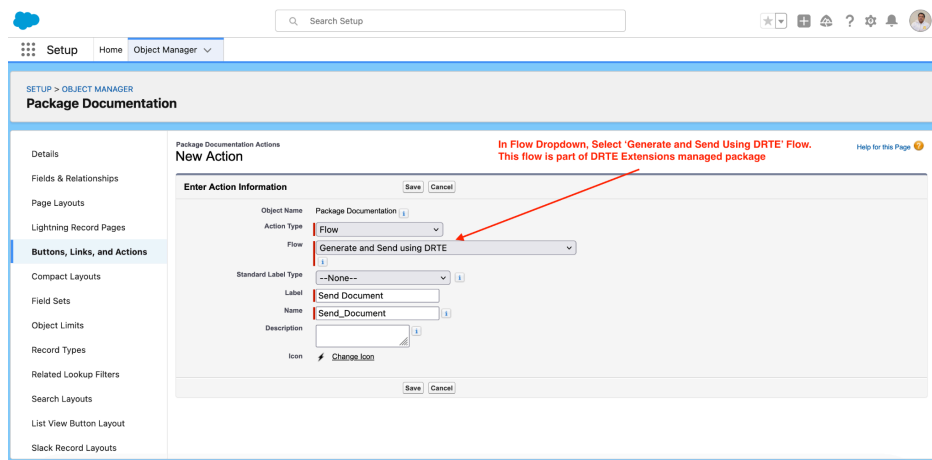 Search Setup
Setup
Home
Object Manager
SETUP > OBJECT MANAGER
Package Documentation
Details
Fields & Relationships
Page Layouts
Lightning Record Pages
Buttons, Links, and Actions
Compact Layouts
Field Sets
Object Limits
Record Types
Related Lookup Filters
Search Layouts
List View Button Layout
Slack Record Layouts
Package Documentation Actions
New Action
In Flow Dropdown, Select 'Generate and Send Using DRTE' Flow.
This flow is part of DRTE Extensions managed package
Help for this Page
Enter Action Information
Save Cancel
Object Name Package Documentation
Action Type Flow
Flow Generate and Send using DRTE
Standard Label Type --None--
Label Send Document
Name Send_Document
Description
Icon Change Icon
Save Cancel